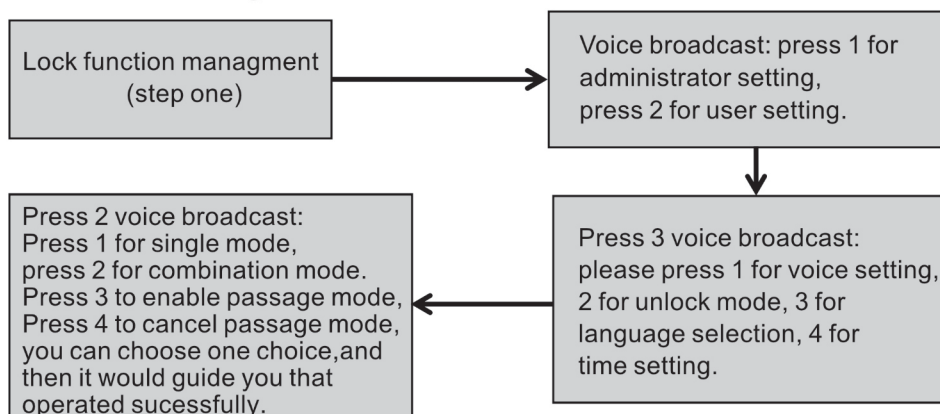 Lock function managment
(step one)
Voice broadcast: press 1 for
administrator setting,
press 2 for user setting.
Press 3 voice broadcast:
please press 1 for voice setting,
2 for unlock mode, 3 for
language selection, 4 for
time setting.
Press 2 voice broadcast:
Press 1 for single mode,
press 2 for combination mode.
Press 3 to enable passage mode,
Press 4 to cancel passage mode,
you can choose one choice,and
then it would guide you that
operated sucessfully.